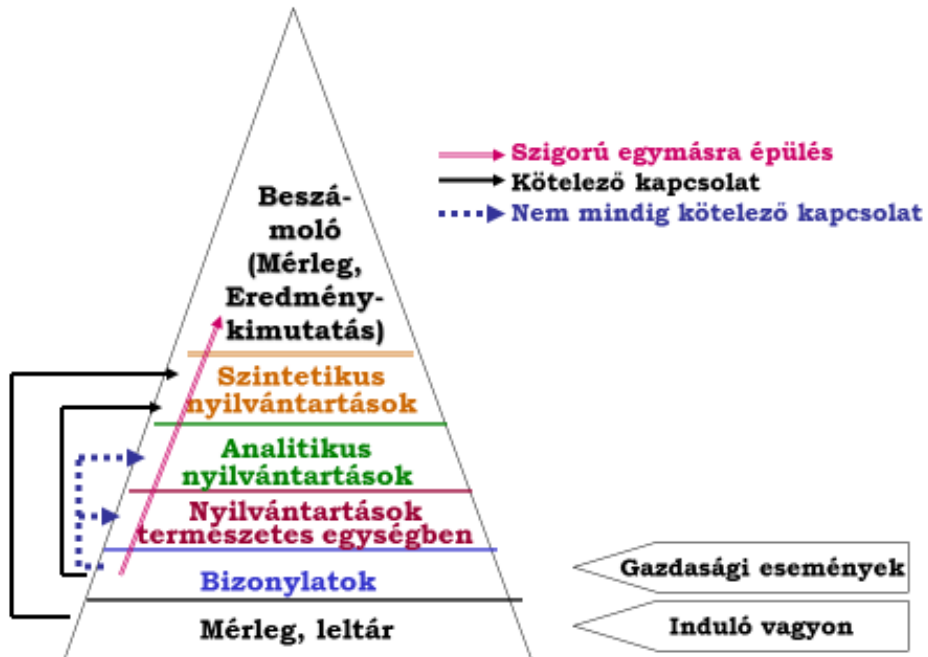 Szigorú egymásra épülés
Kötelező kapcsolat
Nem mindig kötelező kapcsolat
Beszá-
moló
(Mérleg,
Eredmény-
kimutatás)
Szintetikus
nyilvántartások
Analitikus
nyilvántartások
Nyilvántartások
természetes egységben
Bizonylatok
Gazdasági események
Mérleg, leltár
Induló vagyon